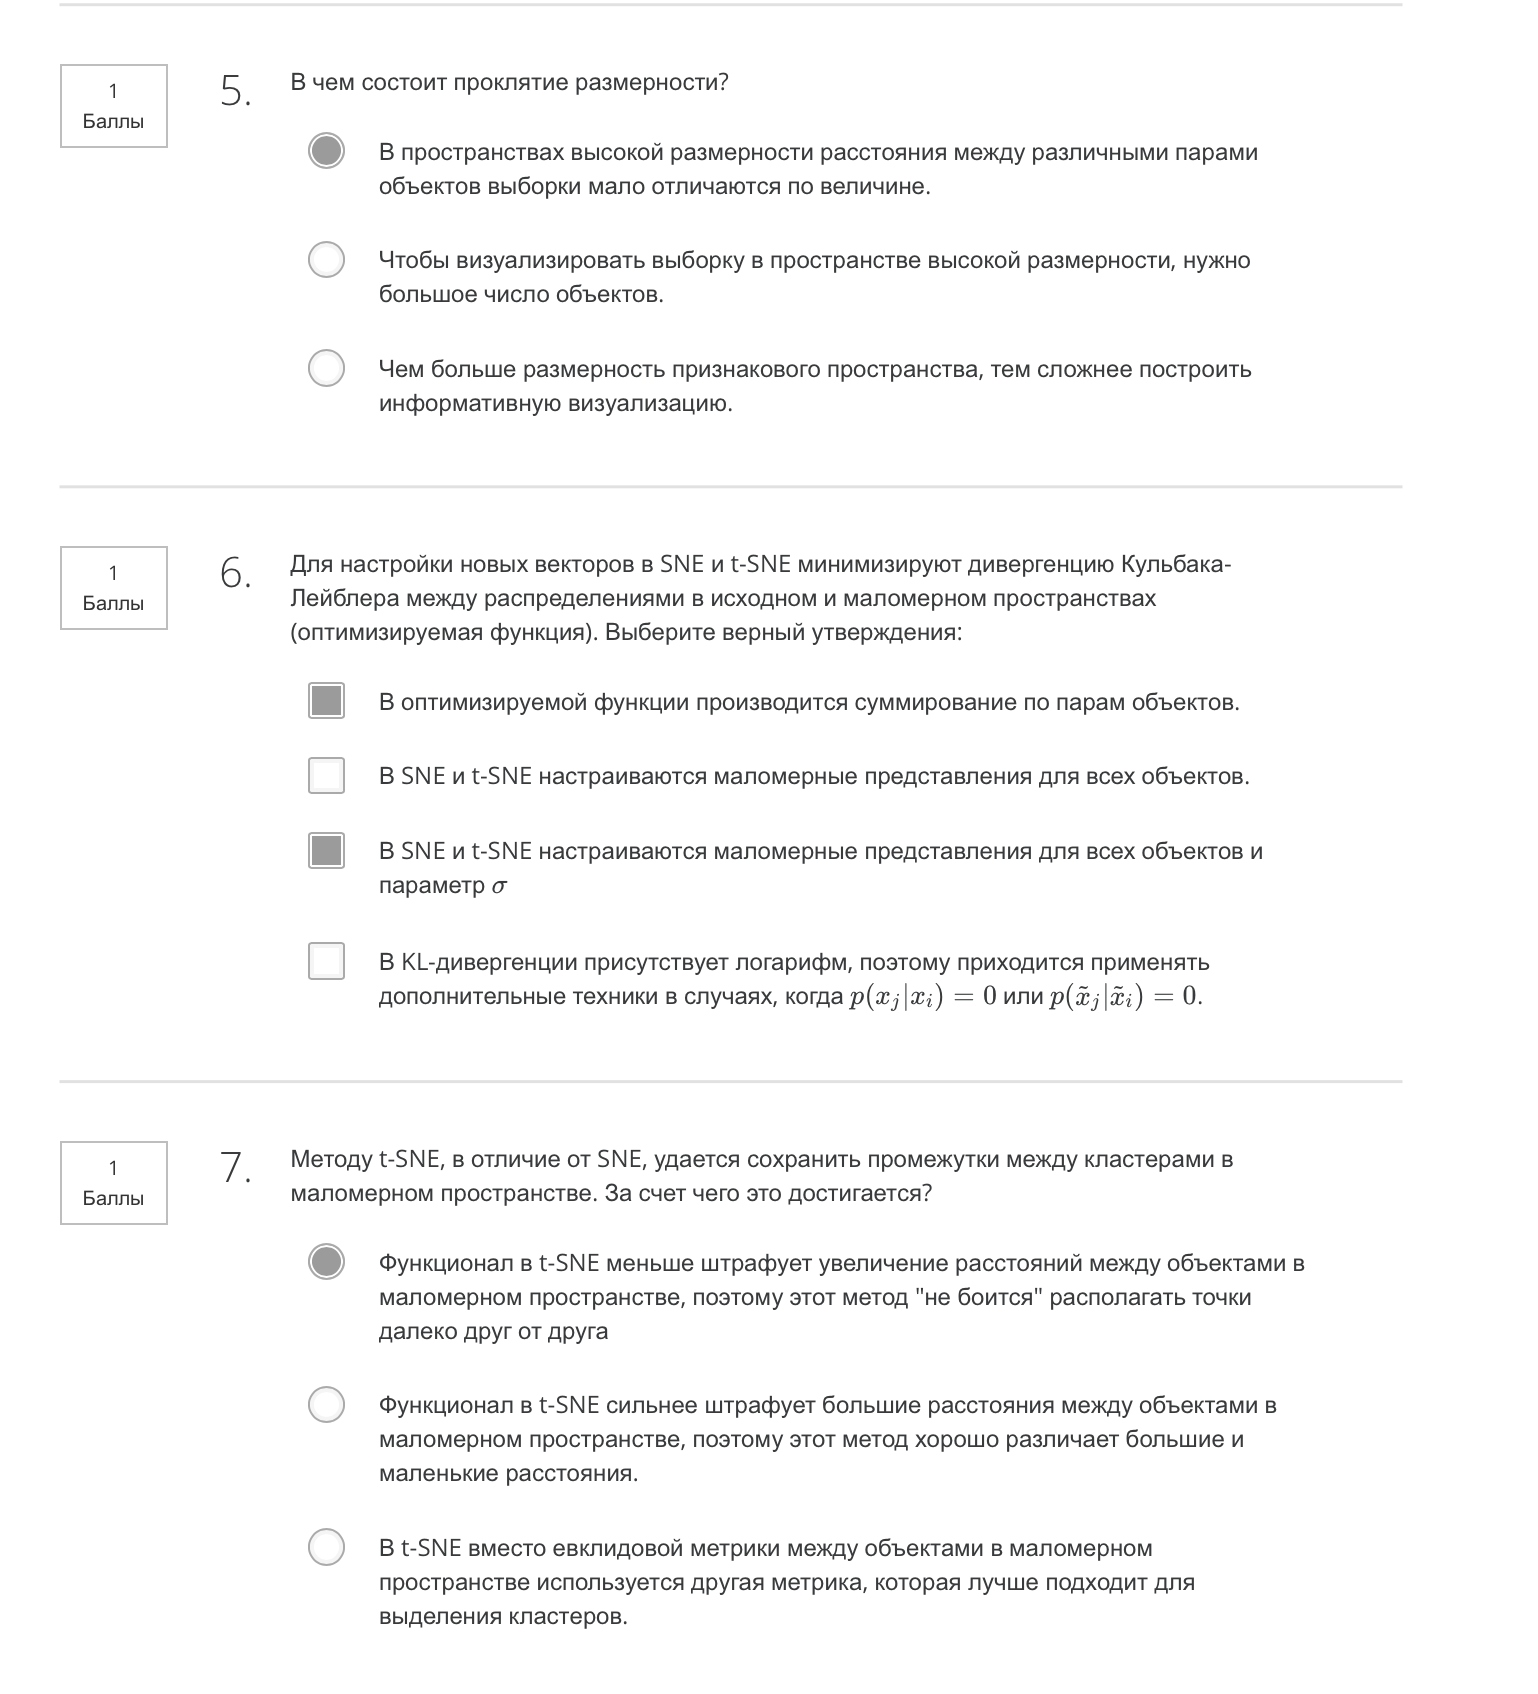 1
Баллы
5.
В чем состоит проклятие размерности?
В пространствах высокой размерности расстояния между различными парами
объектов выборки мало отличаются по величине.
Чтобы визуализировать выборку в пространстве высокой размерности, нужно
большое число объектов.
Чем больше размерность признакового пространства, тем сложнее построить
информативную визуализацию.
1
Баллы
6.
Для настройки новых векторов в SNE и t-SNE минимизируют дивергенцию Кульбака-
Лейблера между распределениями в исходном и маломерном пространствах
(оптимизируемая функция). Выберите верный утверждения:
В оптимизируемой функции производится суммирование по парам объектов.
В SNE и t-SNE настраиваются маломерные представления для всех объектов.
В SNE и t-SNE настраиваются маломерные представления для всех объектов и
параметр σ
В KL-дивергенции присутствует логарифм, поэтому приходится применять
дополнительные техники в случаях, когда p(x_j|x_i) = 0 или p(x̃_j|x̃_i) = 0.
1
Баллы
7.
Методу t-SNE, в отличие от SNE, удается сохранить промежутки между кластерами в
маломерном пространстве. За счет чего это достигается?
Функционал в t-SNE меньше штрафует увеличение расстояний между объектами в
маломерном пространстве, поэтому этот метод "не боится" располагать точки
далеко друг от друга
Функционал в t-SNE сильнее штрафует большие расстояния между объектами в
маломерном пространстве, поэтому этот метод хорошо различает большие и
маленькие расстояния.
В t-SNE вместо евклидовой метрики между объектами в маломерном
пространстве используется другая метрика, которая лучше подходит для
выделения кластеров.